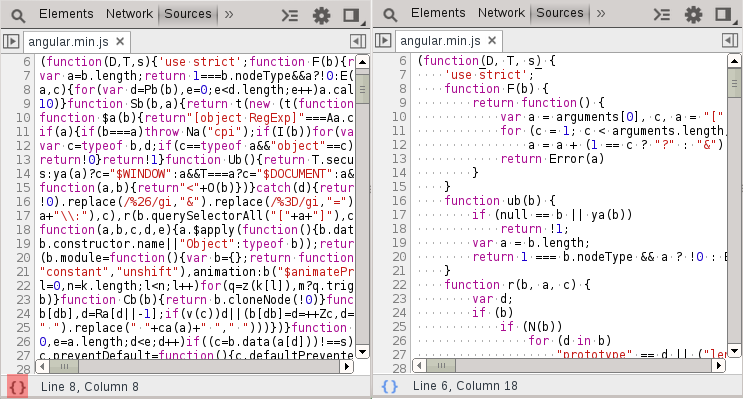 Elements Network Sources »
angular.min.js ×
6 (function(D,T,s){'use strict';function F(b){r
7 var a=b.length;return 1===b.nodeType&&a?!0:E(
8 a,c){for(var d=Pb(b),e=0;e<d.length;e++)a.cal
9 10)}function Sb(b,a){return t(new (t(function
10 function $a(b){return"[object RegExp]"===Aa.c
11 if(a){if(b===a)throw Na("cpi");if(I(b))for(va
12 var c=typeof b,d;if(c==typeof a&&"object"==c)
13 return!0}return!1}function Ub(){return T.secu
14 s:ya(a)?c="$WINDOW":a&&T===a?c="$DOCUMENT":a&
15 function(a,b){return"<"+O(b)})}catch(d){retur
16 !0).replace(/%26/gi,"&").replace(/%3D/gi,"=")
17 a+"\\:"),c),r(b.querySelectorAll("["+a+"]"),c
18 function(a,b,c,d,e){a.$apply(function(){b.dat
19 b.constructor.name||"Object":typeof b));retur
20 (b.module=function(){var b={};return function
21 "constant","unshift"),animation:b("$animatePr
22 l=0,n=k.length;l<n;l++)for(q=z(k[l]),m?q.trig
23 b)}function Cb(b){return b.cloneNode(!0)}func
24 b[db],d=Ra[d||-1];if(v(c))d||(b[db]=d=++Zc,d=
25 " ").replace(" "+ca(a)+" "," ")))})}function
26 0,e=a.length;d<e;d++)if((c=b.data(a[d]))!==s)
27 c.preventDefault=function(){c.defaultPrevente
28
{} Line 8, Column 8
Elements Network Sources »
angular.min.js ×
6 (function(D, T, s) {
7 'use strict';
8 function F(b) {
9 return function() {
10 var a = arguments[0], c, a = "["
11 for (c = 1; c < arguments.length;
12 a = a + (1 == c ? "?" : "&")
13 return Error(a)
14 }
15 }
16 function ub(b) {
17 if (null == b || ya(b))
18 return !1;
19 var a = b.length;
20 return 1 === b.nodeType && a ? !0 : E
21 }
22 function r(b, a, c) {
23 var d;
24 if (b)
25 if (N(b))
26 for (d in b)
27 "prototype" == d || ("len
28
{} Line 6, Column 18